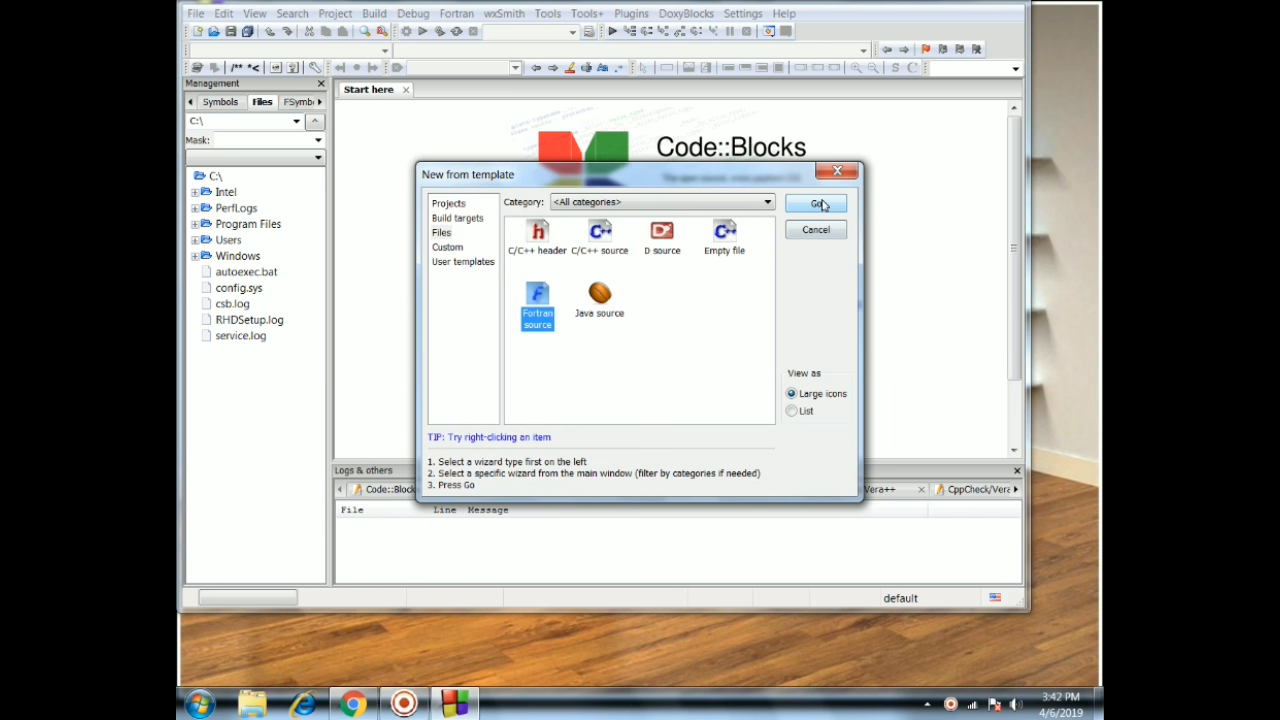 File Edit View Search Project Build Debug Fortran wxSmith Tools Tools+ Plugins DoxyBlocks Settings Help
/** *<
S C
Management
Start here
Symbols Files FSymb
C:\
Mask:
C:\
Intel
PerfLogs
Program Files
Users
Windows
autoexec.bat
config.sys
csb.log
RHDSetup.log
service.log
Code::Blocks
New from template
Projects
Build targets
Files
Custom
User templates
Category: <All categories>
Go
Cancel
C/C++ header C/C++ source D source Empty file
Fortran
source
Java source
View as
Large icons
List
TIP: Try right-clicking an item
1. Select a wizard type first on the left
2. Select a specific wizard from the main window (filter by categories if needed)
3. Press Go
Logs & others
Code::Block Vera++ CppCheck/Vera
File Line Message
default
3:42 PM
4/6/2019